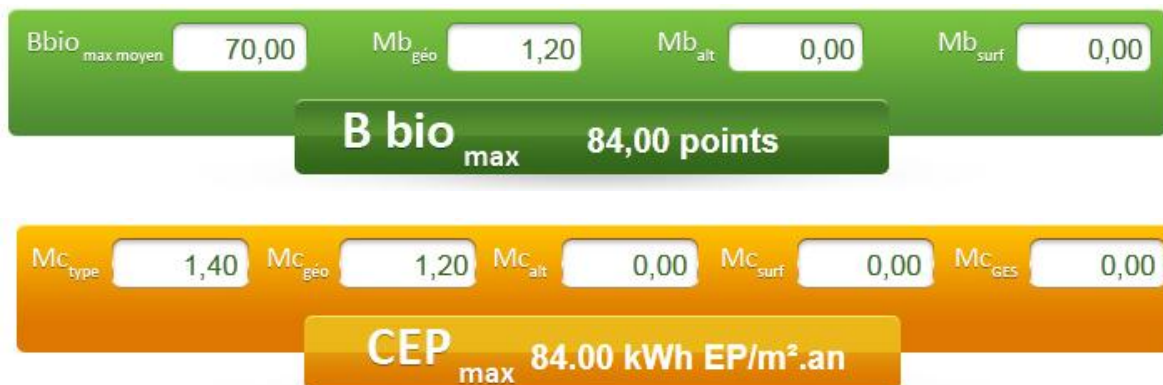 Bbio max moyen 70,00 Mb géo 1,20 Mb alt 0,00 Mb surf 0,00
B bio max 84,00 points
Mc type 1,40 Mc géo 1,20 Mc alt 0,00 Mc surf 0,00 Mc GES 0,00
CEP max 84.00 kWh EP/m².an